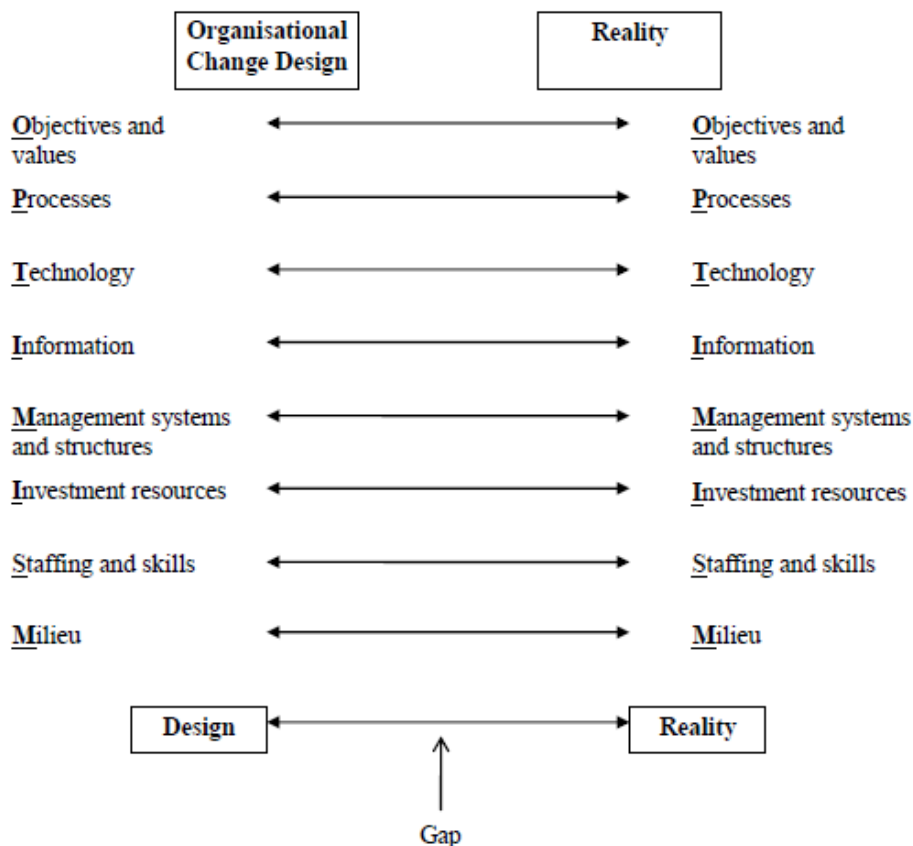 Organisational
Change Design
Reality
Objectives and
values
Objectives and
values
Processes
Processes
Technology
Technology
Information
Information
Management systems
and structures
Management systems
and structures
Investment resources
Investment resources
Staffing and skills
Staffing and skills
Milieu
Milieu
Design
Reality
Gap